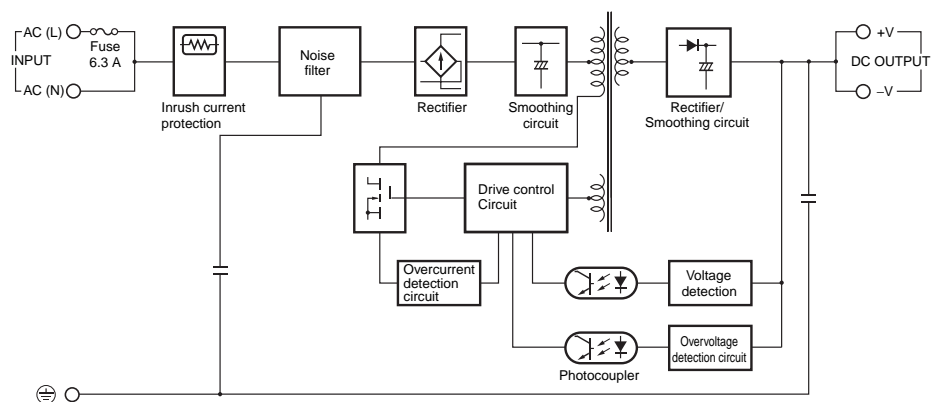 AC (L)
Fuse
6.3 A
INPUT
AC (N)
Inrush current
protection
Noise
filter
Rectifier
Smoothing
circuit
Rectifier/
Smoothing circuit
+V
DC OUTPUT
–V
Drive control
Circuit
Overcurrent
detection
circuit
Voltage
detection
Overvoltage
detection circuit
Photocoupler